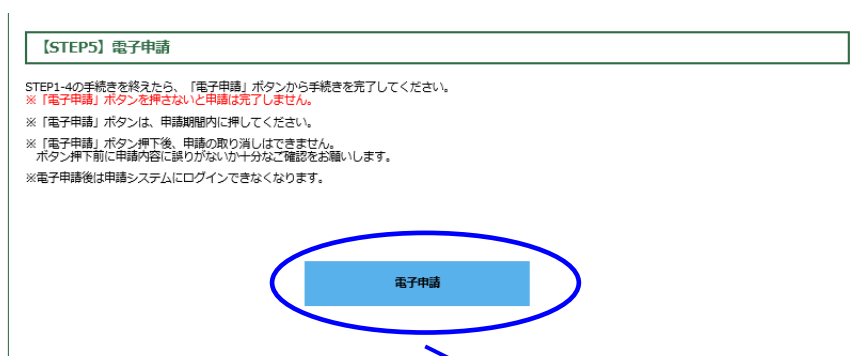 【STEP5】電子申請
STEP1-4の手続きを終えたら、「電子申請」ボタンから手続きを完了してください。
※「電子申請」ボタンを押さないと申請は完了しません。
※「電子申請」ボタンは、申請期間内に押してください。
※「電子申請」ボタン押下後、申請の取り消しはできません。
ボタン押下前に申請内容に誤りがないか十分なご確認をお願いします。
※電子申請後は申請システムにログインできなくなります。
電子申請